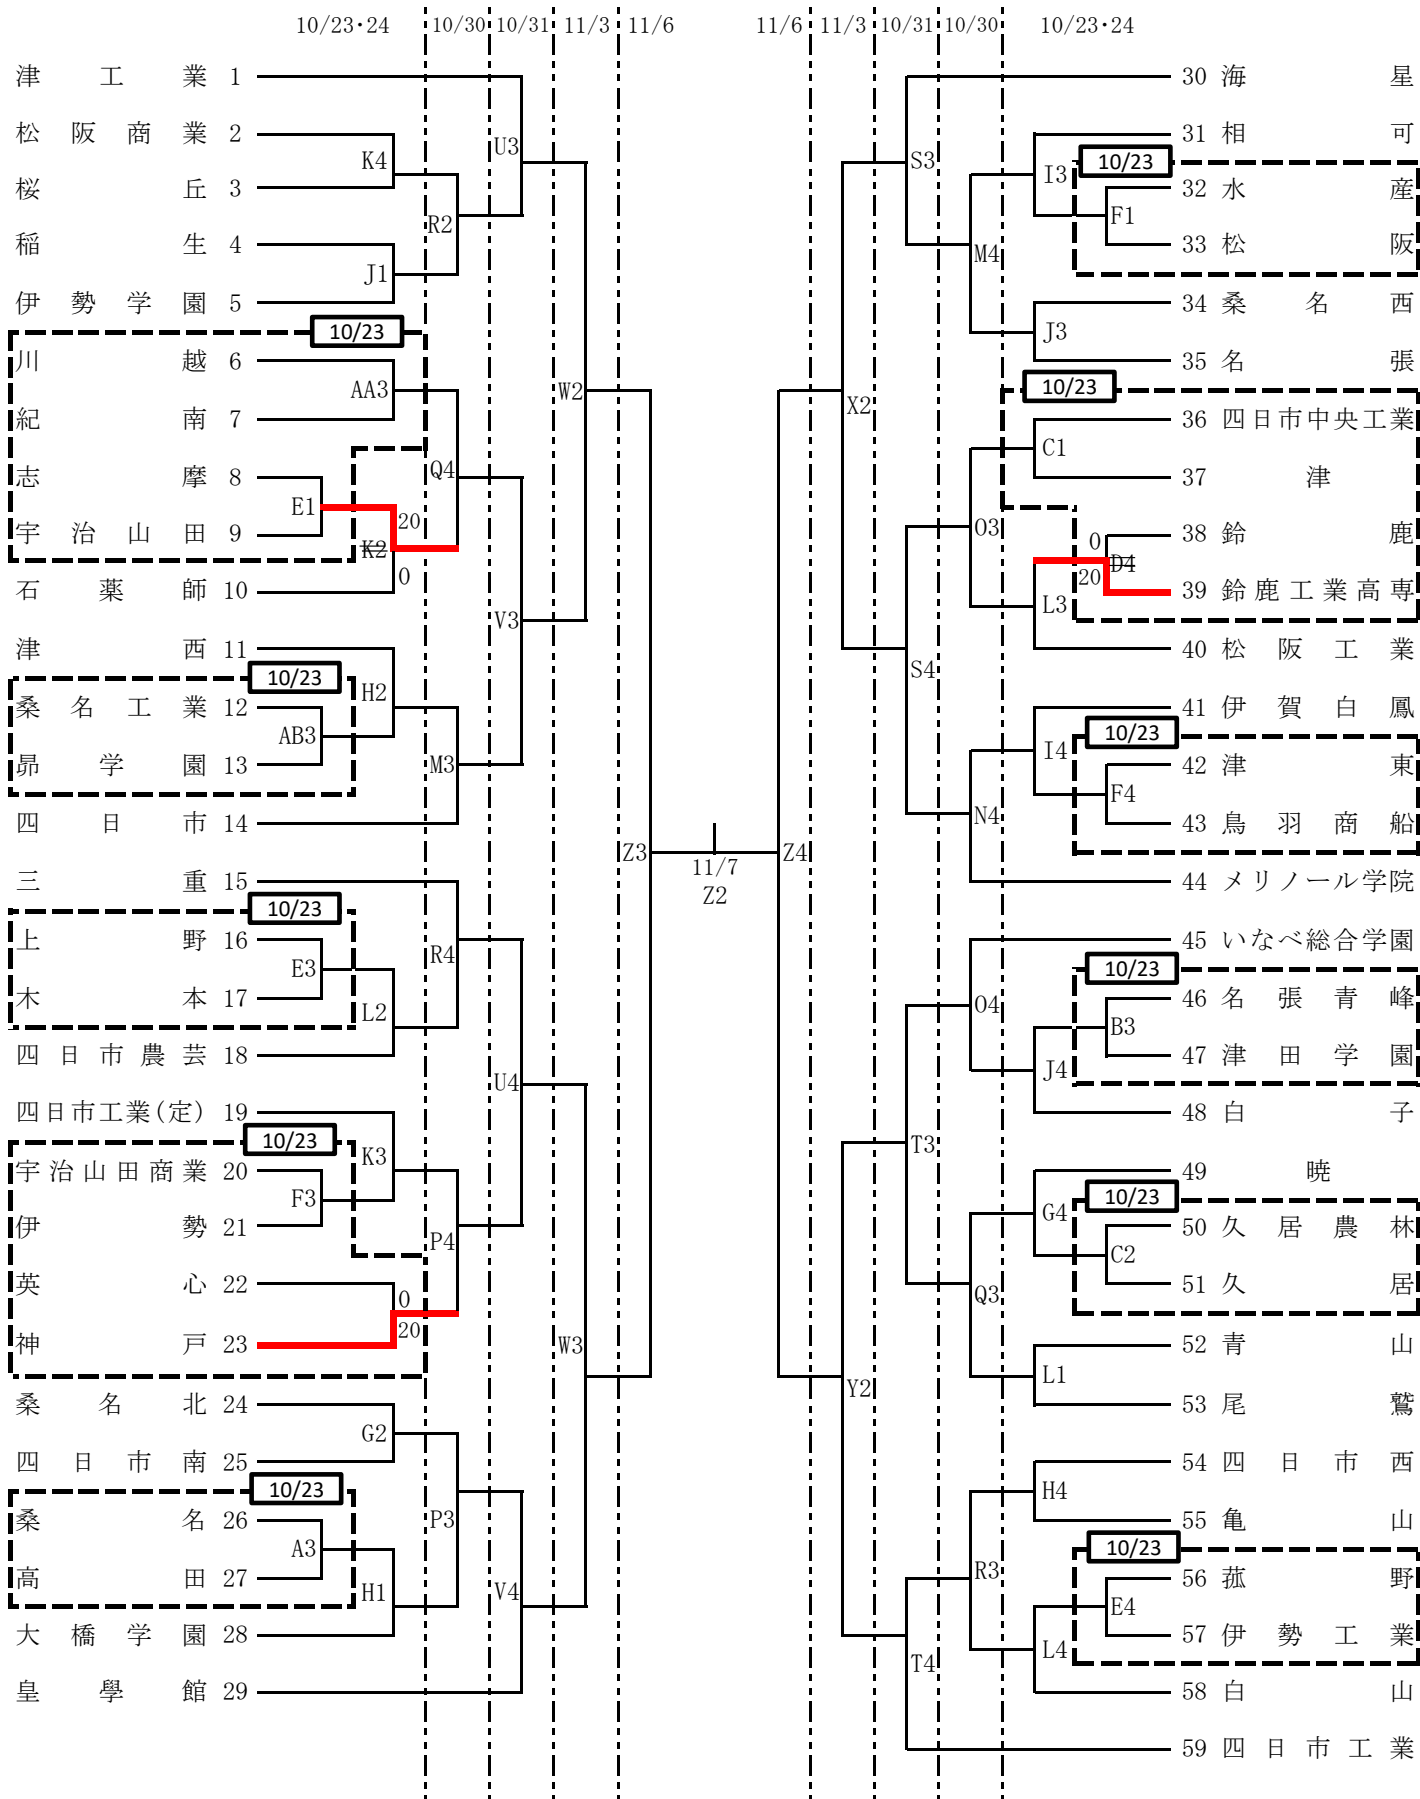 10/23・24 10/30 10/31 11/3 11/6 11/6 11/3 10/31 10/30 10/23・24
津工業 1
松阪商業 2
K4
桜丘 3
U3
R2
稲生 4
J1
伊勢学園 5
10/23
川越 6
AA3
紀南 7
W2
志摩 8
Q4
E1
20
宇治山田 9
K2
0
石薬師 10
V3
津西 11
10/23
H2
桑名工業 12
AB3
昴学園 13
M3
四日市 14
Z3
三重 15
10/23
上野 16
R4
E3
木本 17
L2
四日市農芸 18
U4
四日市工業(定) 19
10/23
K3
宇治山田商業 20
F3
伊勢 21
P4
英心 22
0
20
神戸 23
W3
桑名北 24
G2
四日市南 25
10/23
桑名 26
P3
A3
高田 27
H1
V4
大橋学園 28
皇學館 29
11/7
Z2
30 海星
31 相可
S3
10/23
I3
32 水産
F1
33 松阪
M4
34 桑名西
J3
35 名張
10/23
X2
36 四日市中央工業
C1
37 津
O3
38 鈴鹿
0
D4
20
39 鈴鹿工業高専
L3
40 松阪工業
S4
41 伊賀白鳳
10/23
I4
42 津東
F4
43 鳥羽商船
N4
Z4
44 メリノール学院
45 いなべ総合学園
10/23
46 名張青峰
O4
B3
47 津田学園
J4
48 白子
T3
49 暁
10/23
G4
50 久居農林
C2
51 久居
Q3
52 青山
L1
Y2
53 尾鷲
54 四日市西
H4
55 亀山
10/23
R3
56 菰野
E4
57 伊勢工業
L4
T4
58 白山
59 四日市工業